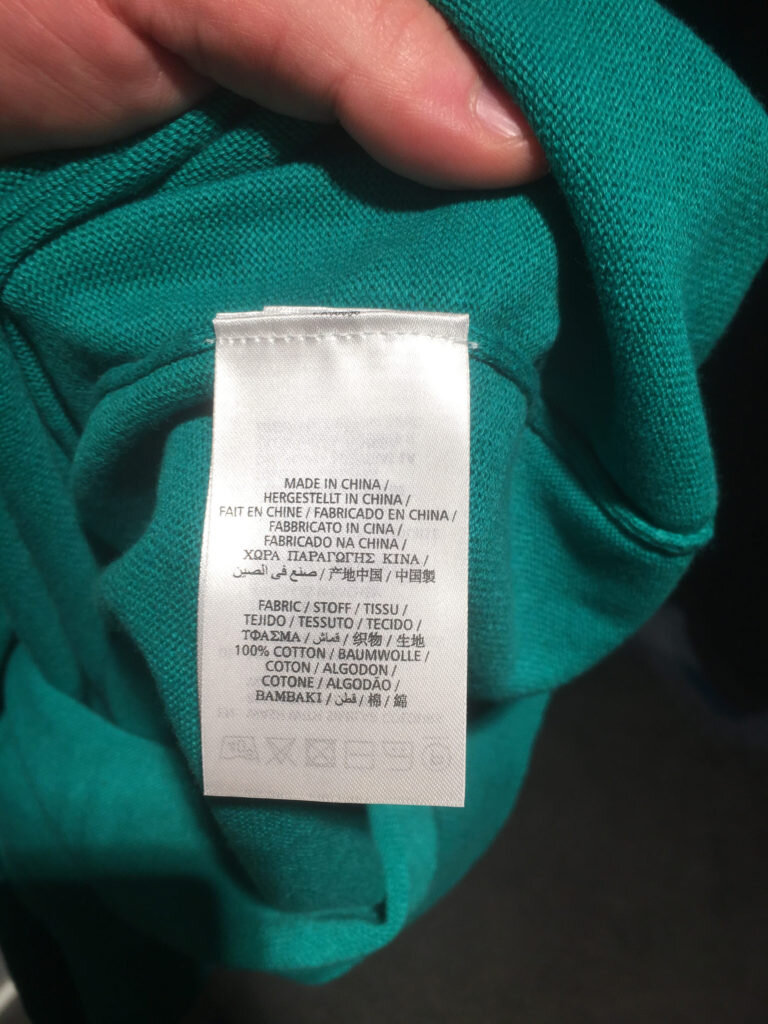 MADE IN CHINA /
HERGESTELLT IN CHINA /
FAIT EN CHINE / FABRICADO EN CHINA /
FABBRICATO IN CINA /
FABRICADO NA CHINA /
ΧΩΡΑ ΠΑΡΑΓΩΓΗΣ ΚΙΝΑ /
صنع في الصين / 产地中国 / 中国製
FABRIC / STOFF / TISSU /
TEJIDO / TESSUTO / TECIDO /
ΤΦΑΣΜΑ / قماش / 织物 / 生地
100% COTTON / BAUMWOLLE /
COTON / ALGODON /
COTONE / ALGODÃO /
ΒΑΜΒΑΚΙ / قطن / 棉 / 綿